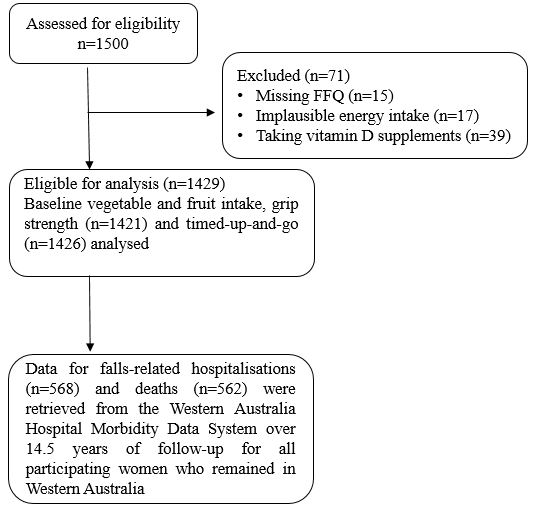 Assessed for eligibility
n=1500
Excluded (n=71)
• Missing FFQ (n=15)
• Implausible energy intake (n=17)
• Taking vitamin D supplements (n=39)
Eligible for analysis (n=1429)
Baseline vegetable and fruit intake, grip
strength (n=1421) and timed-up-and-go
(n=1426) analysed
Data for falls-related hospitalisations
(n=568) and deaths (n=562) were
retrieved from the Western Australia
Hospital Morbidity Data System over
14.5 years of follow-up for all
participating women who remained in
Western Australia